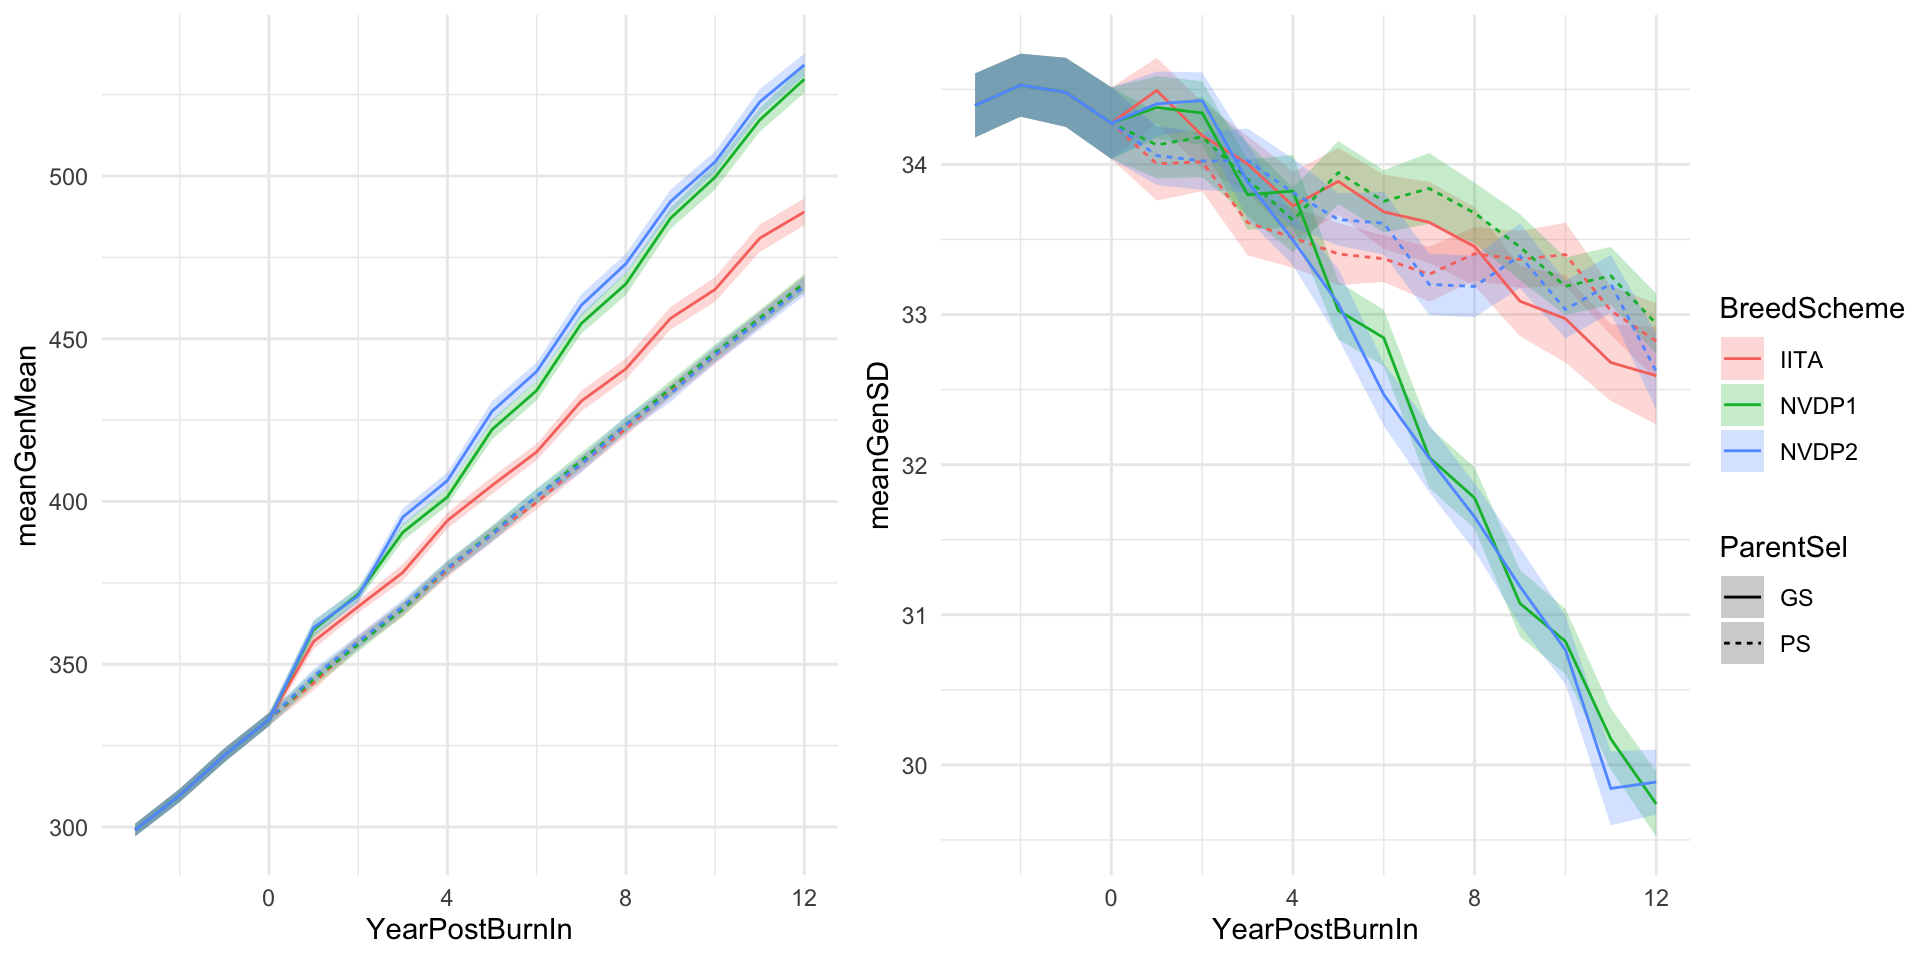 meanGenMean
500
450
400
350
300
0
4
8
12
YearPostBurnIn
meanGenSD
34
33
32
31
30
0
4
8
12
YearPostBurnIn
BreedScheme
IITA
NVDP1
NVDP2
ParentSel
GS
PS